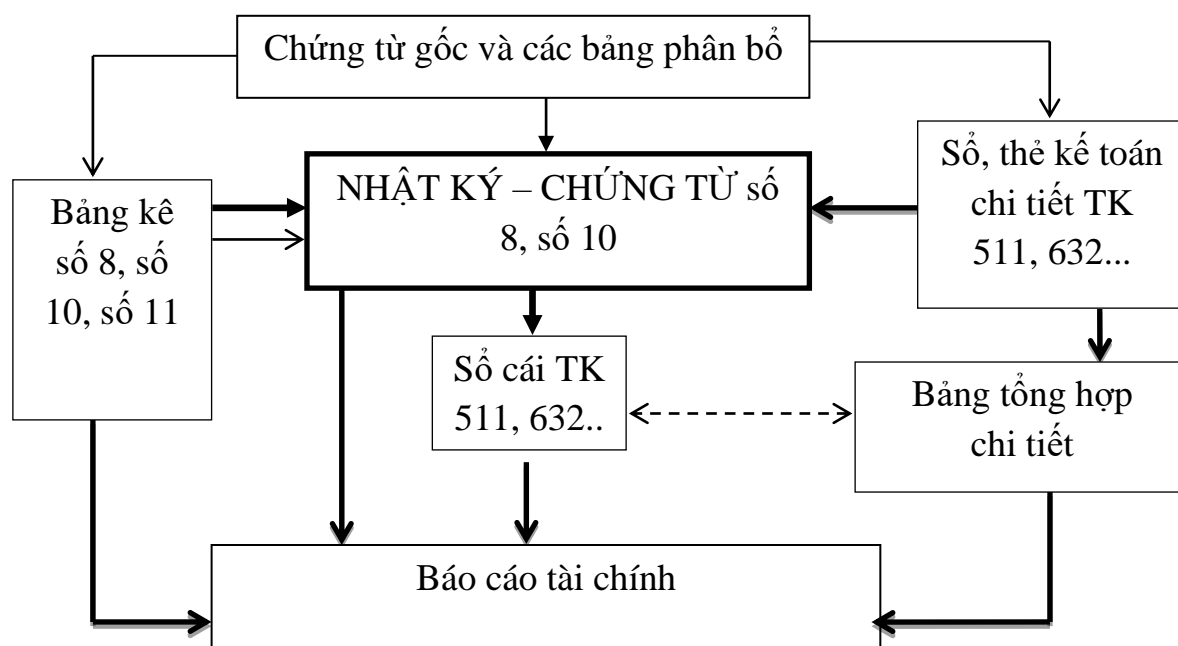 Chứng từ gốc và các bảng phân bổ
Sổ, thẻ kế toán
chi tiết TK
511, 632...
NHẬT KÝ – CHỨNG TỪ số
8, số 10
Bảng kê
số 8, số
10, số 11
Sổ cái TK
511, 632..
Bảng tổng hợp
chi tiết
Báo cáo tài chính